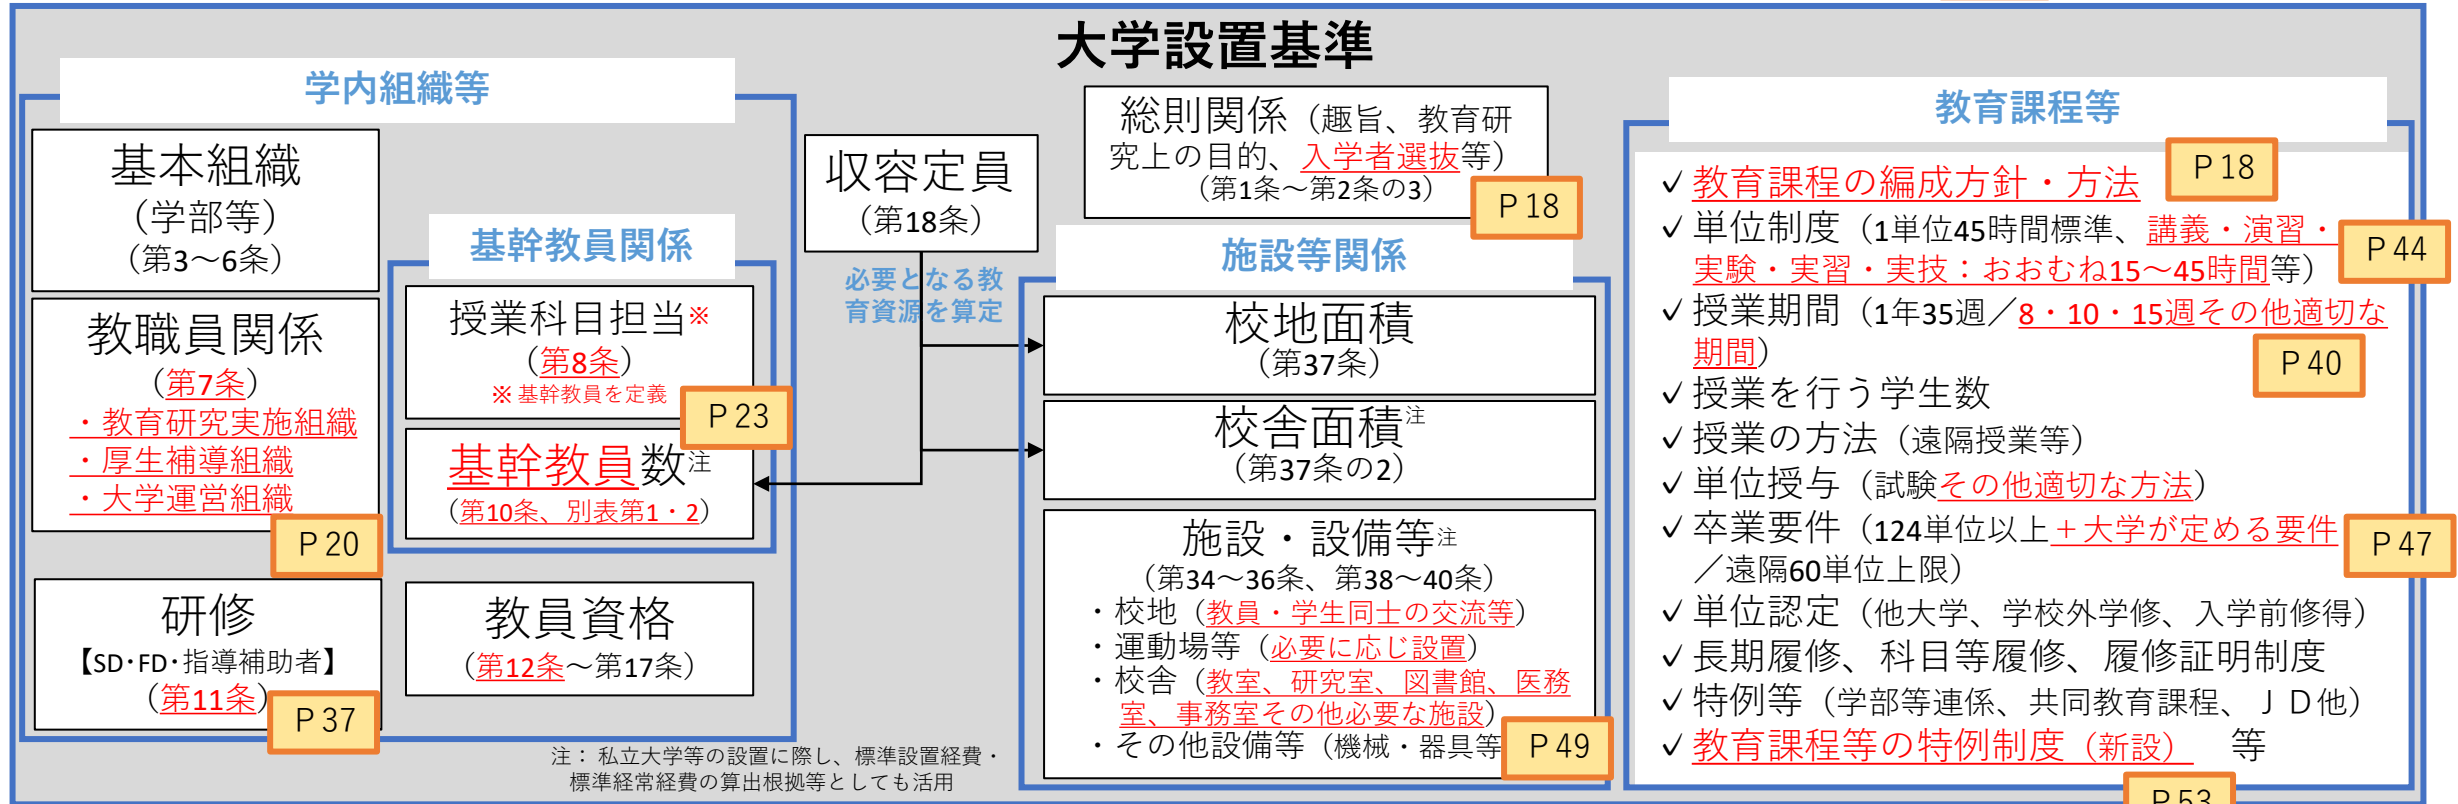 大学設置基準
学内組織等
基本組織
（学部等）
（第3～6条）
教職員関係
（第7条）
・教育研究実施組織
・厚生補導組織
・大学運営組織
P 20
研修
【SD･FD･指導補助者】
（第11条）
P 37
基幹教員関係
授業科目担当※
（第8条）
※ 基幹教員を定義
P 23
基幹教員数注
（第10条、別表第1・2）
教員資格
（第12条～第17条）
収容定員
（第18条）
必要となる教
育資源を算定
総則関係（趣旨、教育研
究上の目的、入学者選抜等）
（第1条～第2条の3）
P 18
施設等関係
校地面積
（第37条）
校舎面積注
（第37条の2）
施設・設備等注
（第34～36条、第38～40条）
・校地（教員・学生同士の交流等）
・運動場等（必要に応じ設置）
・校舎（教室、研究室、図書館、医務
室、事務室その他必要な施設）
・その他設備等（機械・器具等
P 49
注： 私立大学等の設置に際し、標準設置経費・
標準経常経費の算出根拠等としても活用
教育課程等
✓教育課程の編成方針・方法
P 18
✓単位制度（1単位45時間標準、講義・演習・
実験・実習・実技：おおむね15～45時間等）
P 44
✓授業期間（1年35週／8・10・15週その他適切な
期間）
P 40
✓授業を行う学生数
✓授業の方法（遠隔授業等）
✓単位授与（試験その他適切な方法）
✓卒業要件（124単位以上＋大学が定める要件
／遠隔60単位上限）
P 47
✓単位認定（他大学、学校外学修、入学前修得）
✓長期履修、科目等履修、履修証明制度
✓特例等（学部等連係、共同教育課程、ＪＤ他）
✓教育課程等の特例制度（新設）　等
P 53